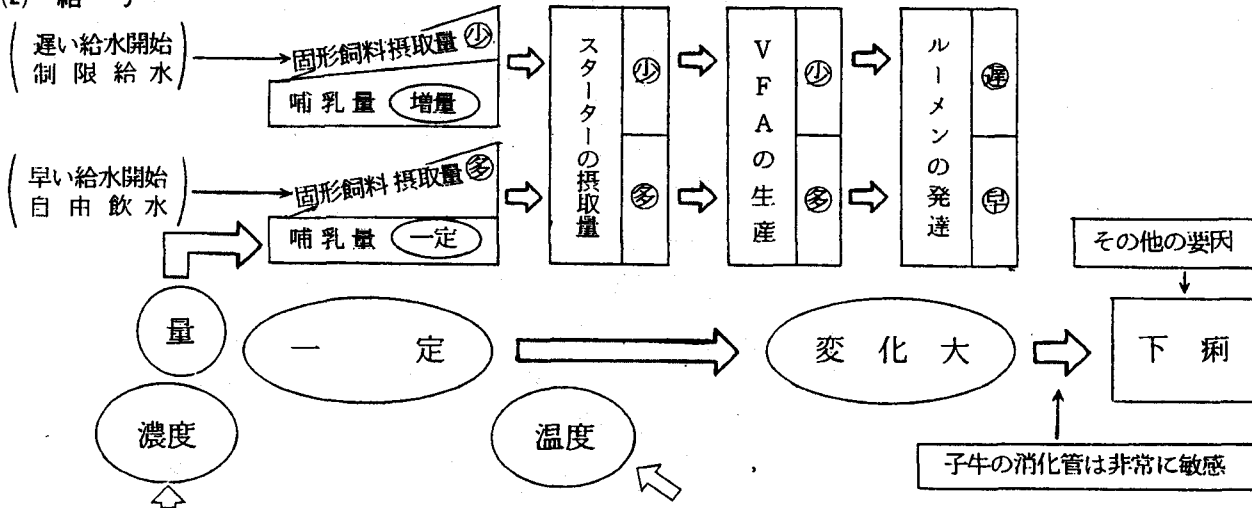 (2) 給与
遅い給水開始
制限給水
固形飼料摂取量 少
哺乳量 増量
早い給水開始
自由飲水
固形飼料摂取量 多
哺乳量 一定
スターターの摂取量
少
多
VFAの生産
少
多
ルーメンの発達
遅
早
その他の要因
量
一定
変化大
下痢
濃度
温度
子牛の消化管は非常に敏感